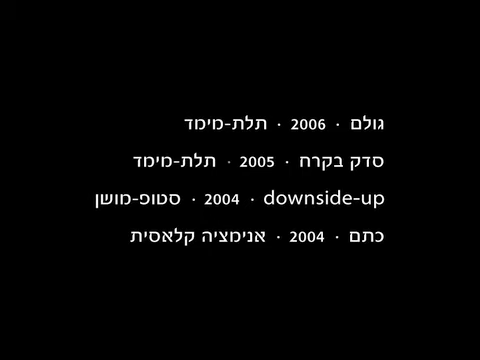 גולם · 2006 · תלת-מימד
סדק בקרח · 2005 · תלת-מימד
downside-up · 2004 · סטופ-מושן
כתם · 2004 · אנימציה קלאסית